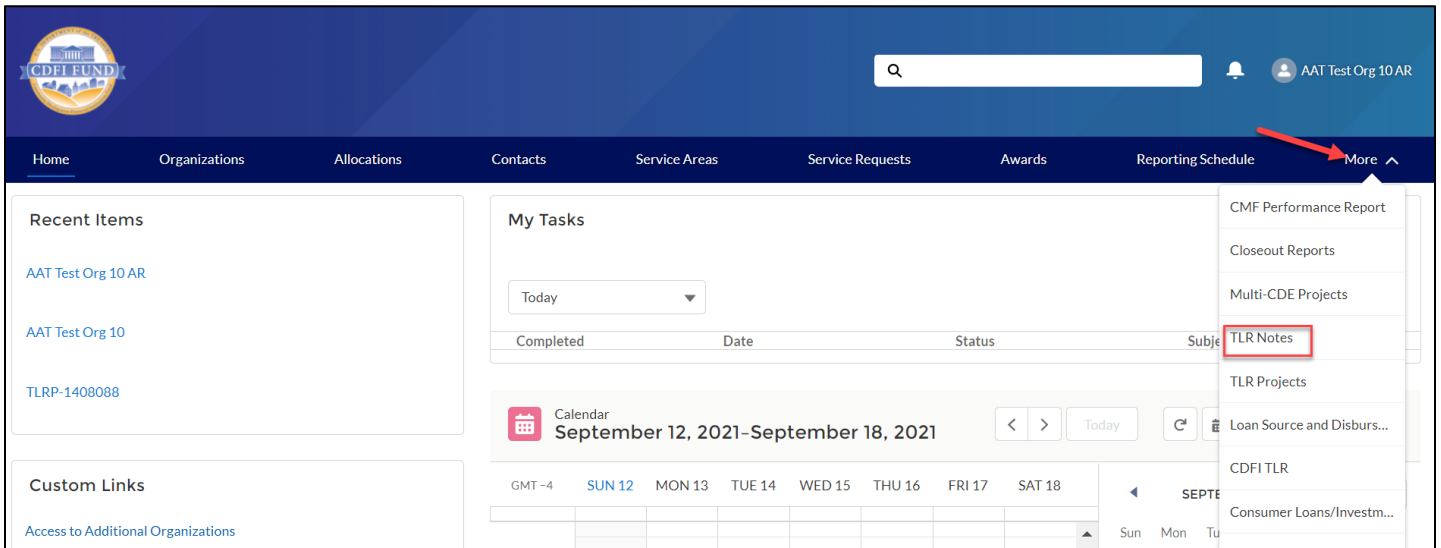 CDFI FUND
AAT Test Org 10 AR
Home
Organizations
Allocations
Contacts
Service Areas
Service Requests
Awards
Reporting Schedule
More
Recent Items
AAT Test Org 10 AR
AAT Test Org 10
TLRP-1408088
Custom Links
Access to Additional Organizations
My Tasks
Today
Completed
Date
Status
Subje
Calendar
September 12, 2021–September 18, 2021
Today
GMT −4
SUN 12
MON 13
TUE 14
WED 15
THU 16
FRI 17
SAT 18
SEPTE
Sun
Mon
Tu
CMF Performance Report
Closeout Reports
Multi-CDE Projects
TLR Notes
TLR Projects
Loan Source and Disburs...
CDFI TLR
Consumer Loans/Investm...